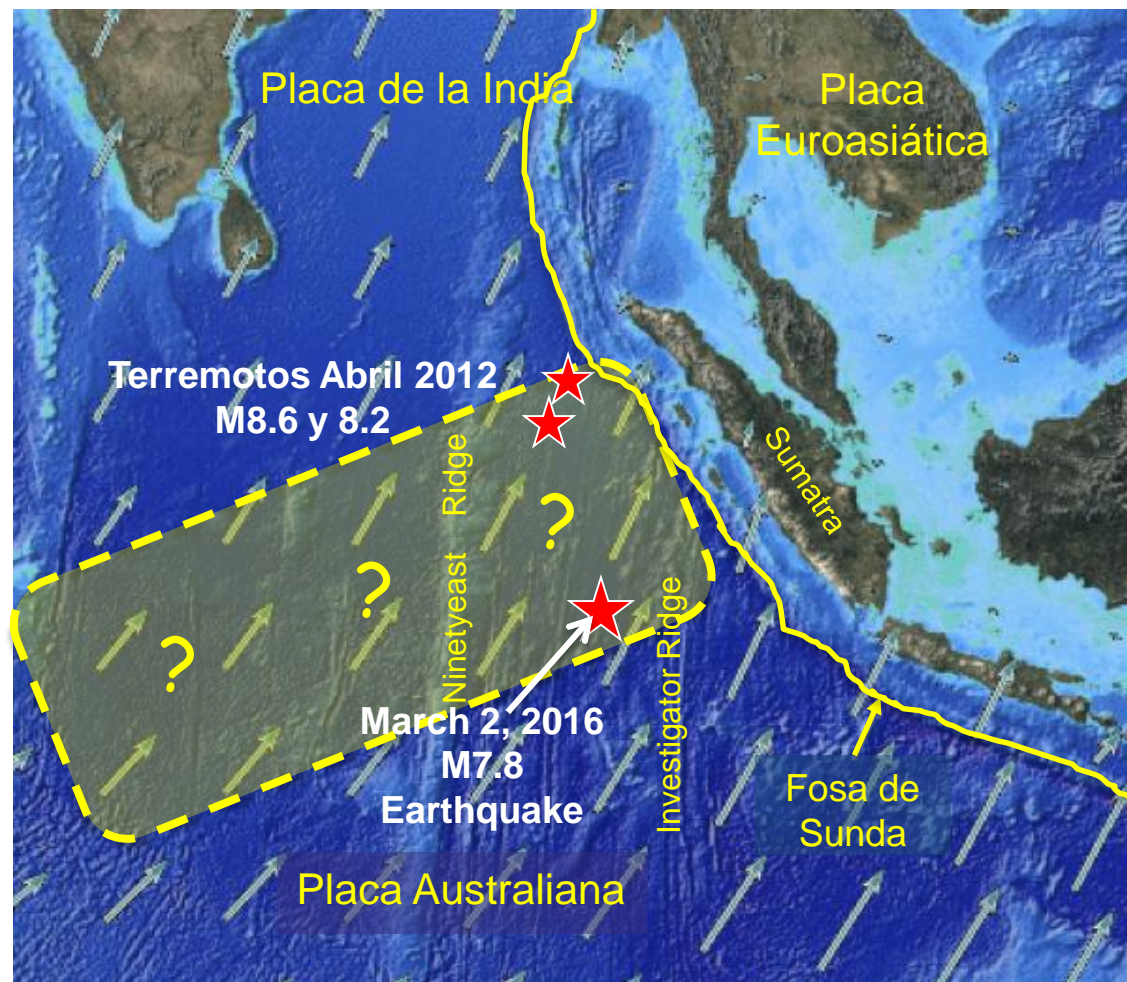 Placa de la India
Placa
Euroasiática
Terremotos Abril 2012
M8.6 y 8.2
Sumatra
Ninetyeast Ridge
?
?
?
Investigator Ridge
March 2, 2016
M7.8
Earthquake
Fosa de
Sunda
Placa Australiana